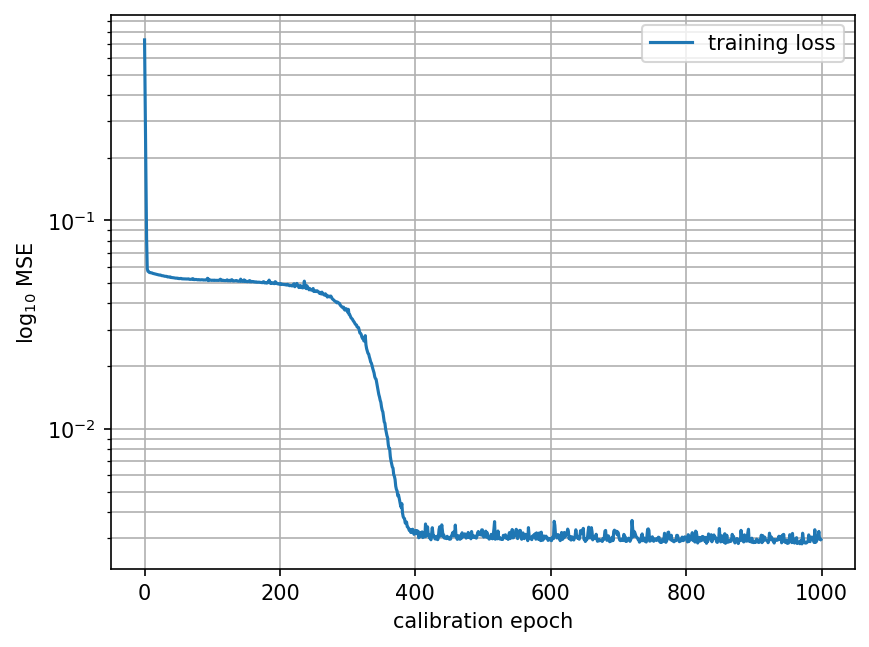 training loss
10⁻¹
10⁻²
log₁₀ MSE
0 200 400 600 800 1000
calibration epoch